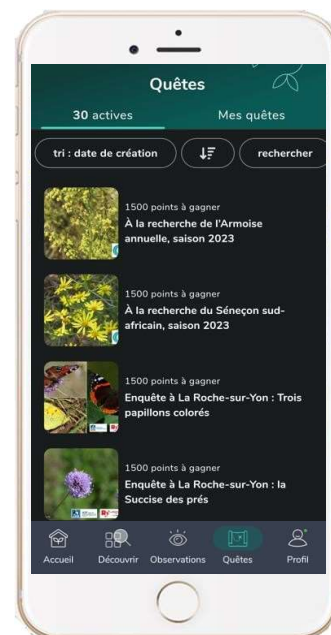 Quêtes
30 actives
Mes quêtes
tri : date de création
rechercher
1500 points à gagner
À la recherche de l'Armoise
annuelle, saison 2023
1500 points à gagner
À la recherche du Séneçon sud-
africain, saison 2023
1500 points à gagner
Enquête à La Roche-sur-Yon : Trois
papillons colorés
1500 points à gagner
Enquête à La Roche-sur-Yon : la
Succise des prés
Accueil
Découvrir
Observations
Quêtes
Profil